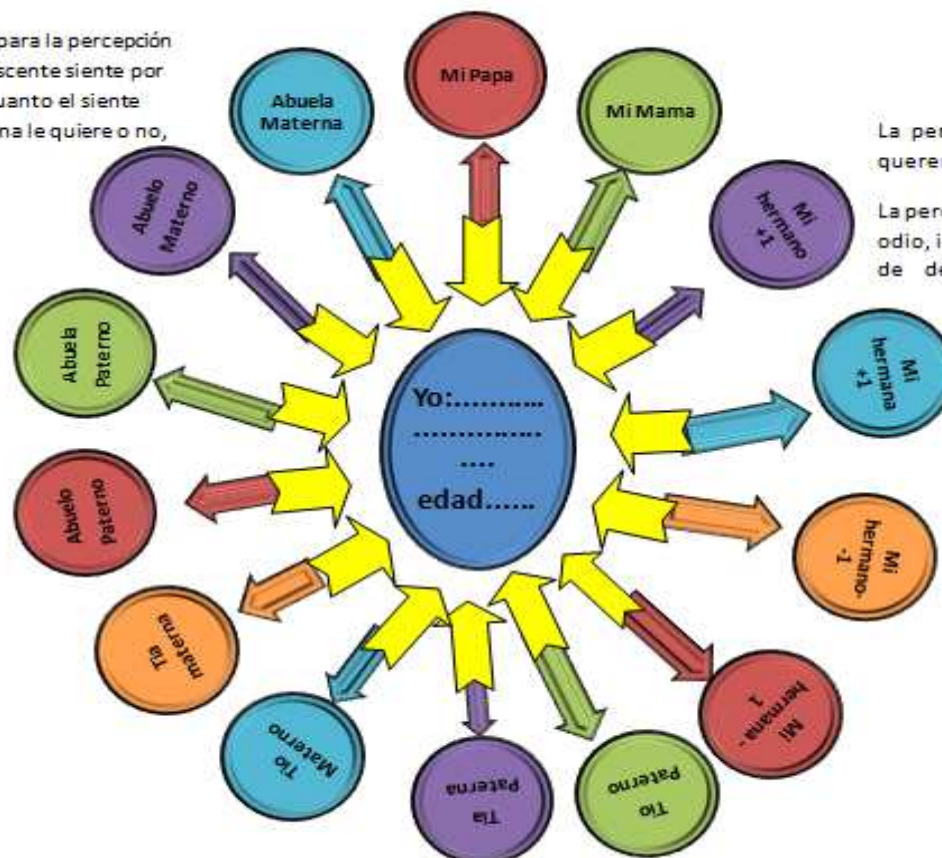 para la percepción
scente siente por
uanto el siente
na le quiere o no,
Mi Papa
Mi Mama
Mi
hermano
+1
Mi
hermana
+1
Mi
hermano-
-1
Mi
hermana -
1
Tio
Paterno
Tía
Paterna
Tío
Materno
Tia
materna
Abuelo
paterno
Abuela
Paterno
Abuelo
Materno
Abuela
Materna
Yo:...........
...............
....
edad......
La per
querer
La perc
odio, i
de de